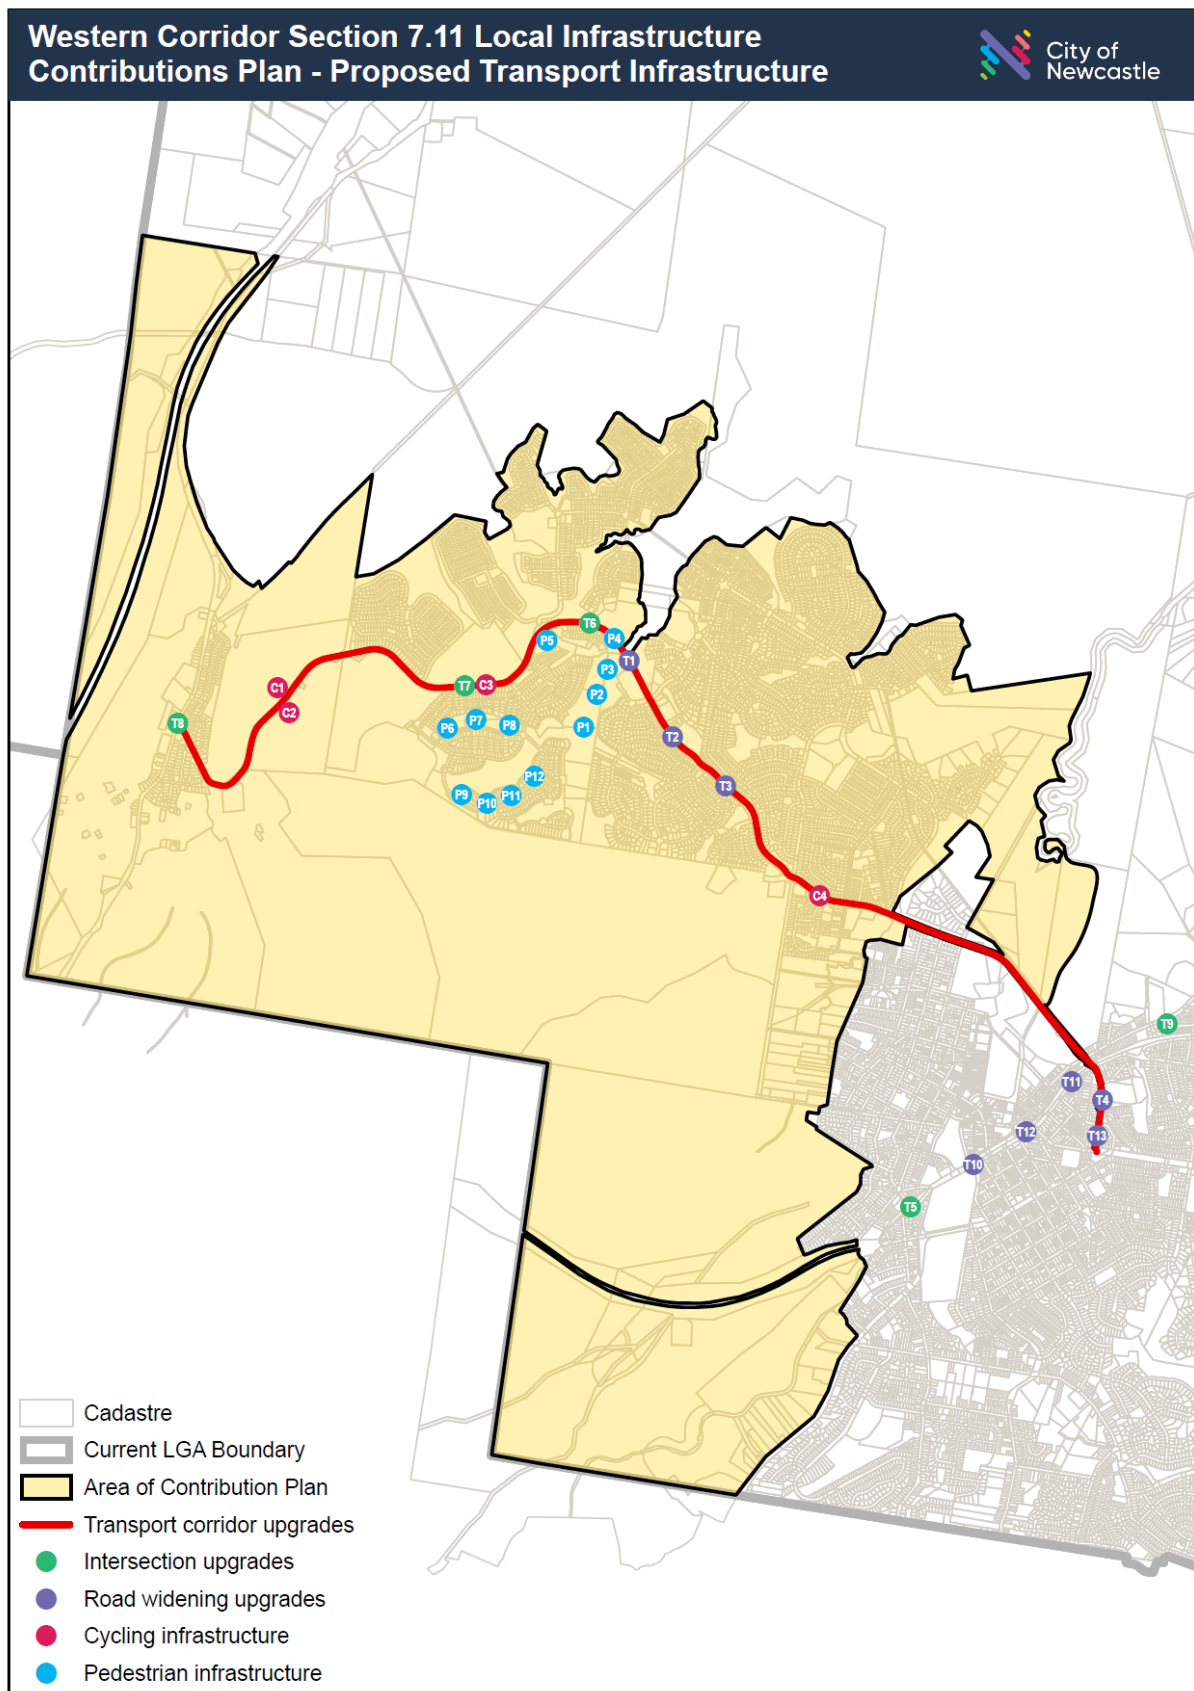 Western Corridor Section 7.11 Local Infrastructure
Contributions Plan - Proposed Transport Infrastructure
City of
Newcastle
T6
P5
P4
T1
P3
C1
T7
C3
P2
C2
T8
P6
P7
P8
P1
T2
P12
T3
P9
P10
P11
C4
T9
T11
T4
T12
T13
T10
T5
Cadastre
Current LGA Boundary
Area of Contribution Plan
Transport corridor upgrades
Intersection upgrades
Road widening upgrades
Cycling infrastructure
Pedestrian infrastructure